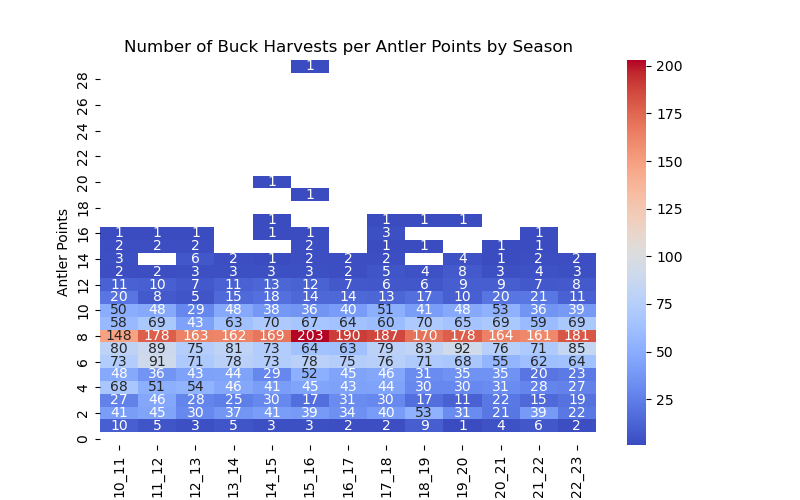 Number of Buck Harvests per Antler Points by Season
1 200
28
26 175
24
22 150
20 1
1
18 125
1 1 1 1
16 1 1 1 1 1 3 1
2 2 2 2 1 1 1 1
14 3 6 2 1 2 2 2 4 1 2 2 100
2 2 3 3 3 3 2 5 4 8 3 4 3
12 11 10 7 11 13 12 7 6 6 9 9 7 8
Antler Points
20 8 5 15 18 14 14 13 17 10 20 21 11 75
10 50 48 29 48 38 36 40 51 41 48 53 36 39
58 69 43 63 70 67 64 60 70 65 69 59 69
8 148 178 163 162 169 203 190 187 170 178 164 161 181
80 89 75 81 73 64 63 79 83 92 76 71 85 50
6 73 91 71 78 73 78 75 76 71 68 55 62 64
48 36 43 44 29 52 45 46 31 35 35 20 23
4 68 51 54 46 41 45 43 44 30 30 31 28 27
27 46 28 25 30 17 31 30 17 11 22 15 19 25
2 41 45 30 37 41 39 34 40 53 31 21 39 22
10 5 3 5 3 3 2 2 9 1 4 6 2
0
10_11 11_12 12_13 13_14 14_15 15_16 16_17 17_18 18_19 19_20 20_21 21_22 22_23